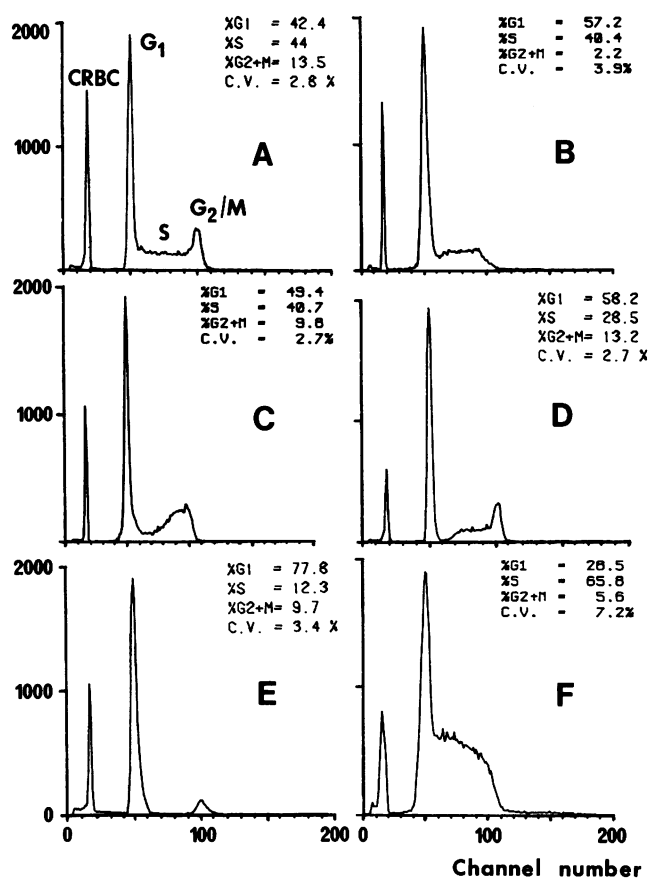 2000
1000
CRBC
G1
S
G2/M
%G1 = 42.4
%S = 44
%G2+M= 13.5
C.V. = 2.6 %
A
%G1 = 57.2
%S = 40.4
%G2+M = 2.2
C.V. = 3.9%
B
2000
1000
0
%G1 = 49.4
%S = 40.7
%G2+M = 9.8
C.V. = 2.7%
C
%G1 = 58.2
%S = 28.5
%G2+M= 13.2
C.V. = 2.7 %
D
2000
1000
0
%G1 = 77.8
%S = 12.3
%G2+M= 9.7
C.V. = 3.4 %
E
0
100
200
%G1 = 28.5
%S = 65.8
%G2+M = 5.6
C.V. = 7.2%
F
0
100
200
Channel number